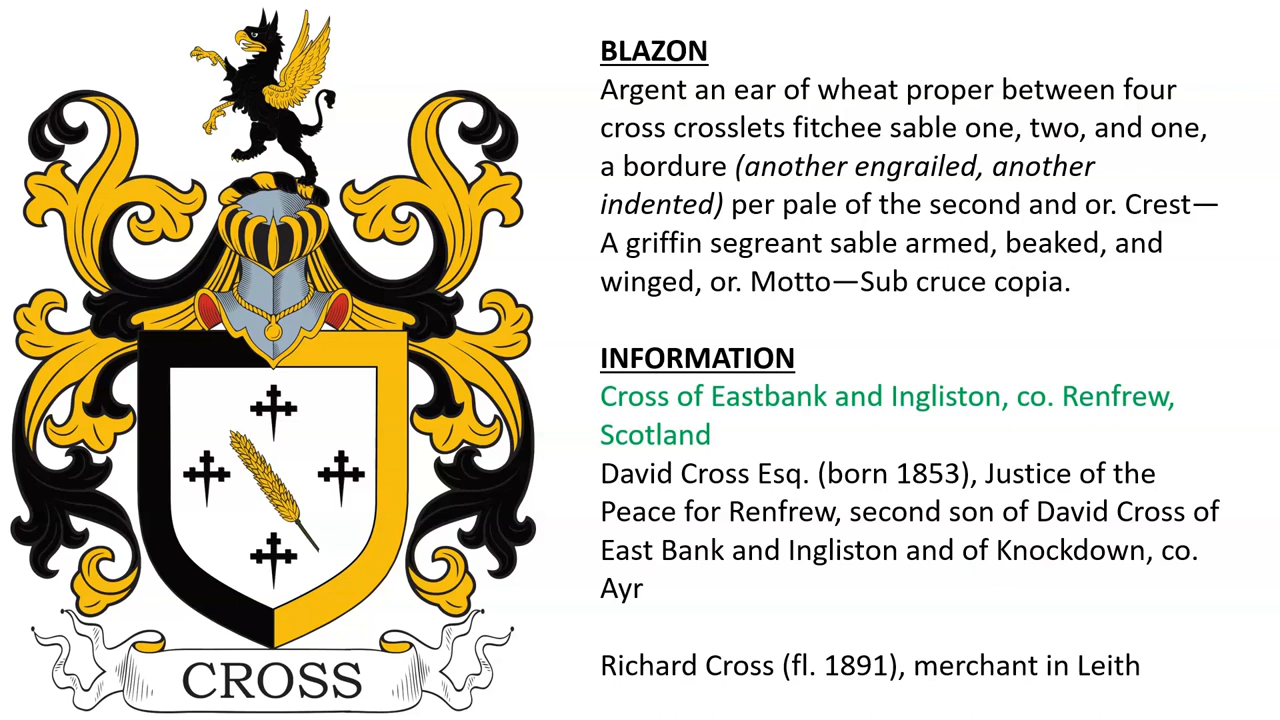 BLAZON
Argent an ear of wheat proper between four
cross crosslets fitchee sable one, two, and one,
a bordure (another engrailed, another
indented) per pale of the second and or. Crest—
A griffin segreant sable armed, beaked, and
winged, or. Motto—Sub cruce copia.
INFORMATION
Cross of Eastbank and Ingliston, co. Renfrew,
Scotland
David Cross Esq. (born 1853), Justice of the
Peace for Renfrew, second son of David Cross of
East Bank and Ingliston and of Knockdown, co.
Ayr
Richard Cross (fl. 1891), merchant in Leith
CROSS